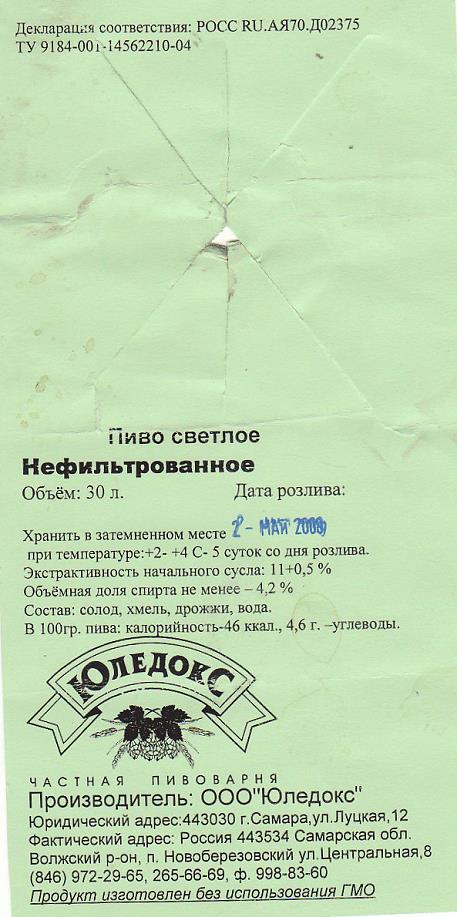 Декларация соответствия: РОСС RU.АЯ70.Д02375
ТУ 9184-001-14562210-04
Пиво светлое
Нефильтрованное
Объём: 30 л. Дата розлива:
Хранить в затемненном месте 2 - МАЙ 2009
при температуре:+2- +4 С- 5 суток со дня розлива.
Экстрактивность начального сусла: 11+0,5 %
Объёмная доля спирта не менее – 4,2 %
Состав: солод, хмель, дрожжи, вода.
В 100гр. пива: калорийность-46 ккал., 4,6 г. –углеводы.
ЮЛЕДОКС
ЧАСТНАЯ ПИВОВАРНЯ
Производитель: ООО"Юледокс"
Юридический адрес:443030 г.Самара,ул.Луцкая,12
Фактический адрес: Россия 443534 Самарская обл.
Волжский р-он, п. Новоберезовский ул.Центральная,8
(846) 972-29-65, 265-66-69, ф. 998-83-60
Продукт изготовлен без использования ГМО